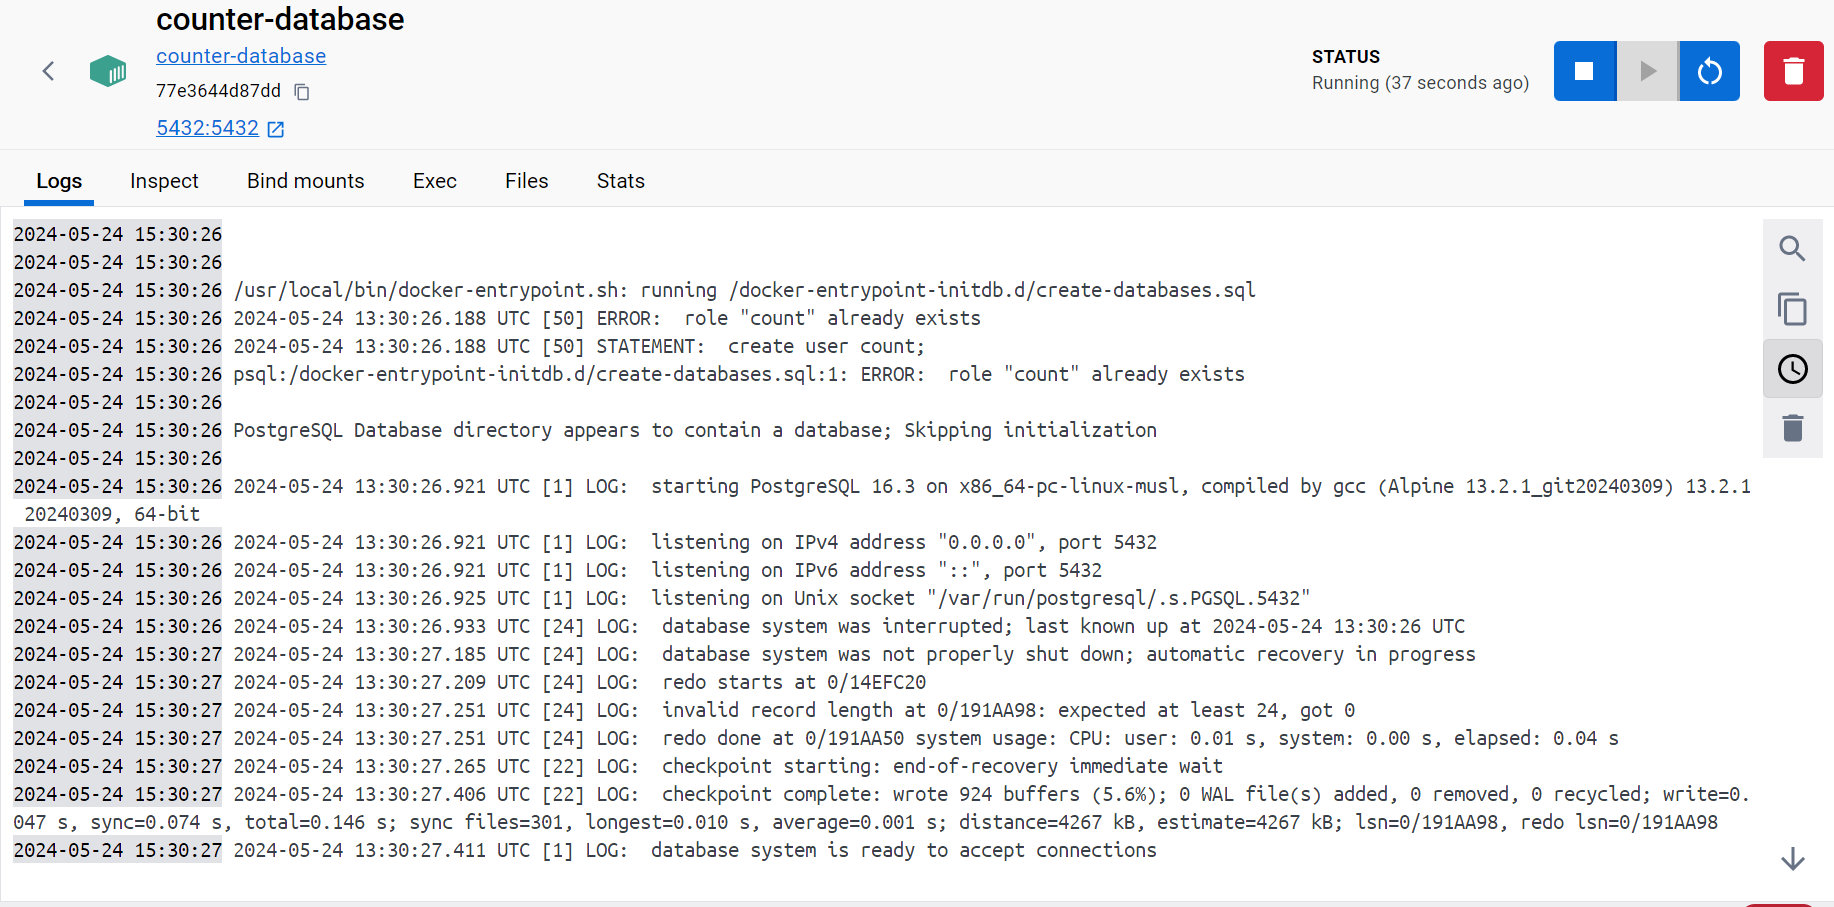 counter-database
counter-database
77e3644d87dd
5432:5432
STATUS
Running (37 seconds ago)
Logs Inspect Bind mounts Exec Files Stats
2024-05-24 15:30:26
2024-05-24 15:30:26
2024-05-24 15:30:26 /usr/local/bin/docker-entrypoint.sh: running /docker-entrypoint-initdb.d/create-databases.sql
2024-05-24 15:30:26 2024-05-24 13:30:26.188 UTC [50] ERROR:  role "count" already exists
2024-05-24 15:30:26 2024-05-24 13:30:26.188 UTC [50] STATEMENT:  create user count;
2024-05-24 15:30:26 psql:/docker-entrypoint-initdb.d/create-databases.sql:1: ERROR:  role "count" already exists
2024-05-24 15:30:26
2024-05-24 15:30:26 PostgreSQL Database directory appears to contain a database; Skipping initialization
2024-05-24 15:30:26
2024-05-24 15:30:26 2024-05-24 13:30:26.921 UTC [1] LOG:  starting PostgreSQL 16.3 on x86_64-pc-linux-musl, compiled by gcc (Alpine 13.2.1_git20240309) 13.2.1
20240309, 64-bit
2024-05-24 15:30:26 2024-05-24 13:30:26.921 UTC [1] LOG:  listening on IPv4 address "0.0.0.0", port 5432
2024-05-24 15:30:26 2024-05-24 13:30:26.921 UTC [1] LOG:  listening on IPv6 address "::", port 5432
2024-05-24 15:30:26 2024-05-24 13:30:26.925 UTC [1] LOG:  listening on Unix socket "/var/run/postgresql/.s.PGSQL.5432"
2024-05-24 15:30:26 2024-05-24 13:30:26.933 UTC [24] LOG:  database system was interrupted; last known up at 2024-05-24 13:30:26 UTC
2024-05-24 15:30:27 2024-05-24 13:30:27.185 UTC [24] LOG:  database system was not properly shut down; automatic recovery in progress
2024-05-24 15:30:27 2024-05-24 13:30:27.209 UTC [24] LOG:  redo starts at 0/14EFC20
2024-05-24 15:30:27 2024-05-24 13:30:27.251 UTC [24] LOG:  invalid record length at 0/191AA98: expected at least 24, got 0
2024-05-24 15:30:27 2024-05-24 13:30:27.251 UTC [24] LOG:  redo done at 0/191AA50 system usage: CPU: user: 0.01 s, system: 0.00 s, elapsed: 0.04 s
2024-05-24 15:30:27 2024-05-24 13:30:27.265 UTC [22] LOG:  checkpoint starting: end-of-recovery immediate wait
2024-05-24 15:30:27 2024-05-24 13:30:27.406 UTC [22] LOG:  checkpoint complete: wrote 924 buffers (5.6%); 0 WAL file(s) added, 0 removed, 0 recycled; write=0.
047 s, sync=0.074 s, total=0.146 s; sync files=301, longest=0.010 s, average=0.001 s; distance=4267 kB, estimate=4267 kB; lsn=0/191AA98, redo lsn=0/191AA98
2024-05-24 15:30:27 2024-05-24 13:30:27.411 UTC [1] LOG:  database system is ready to accept connections